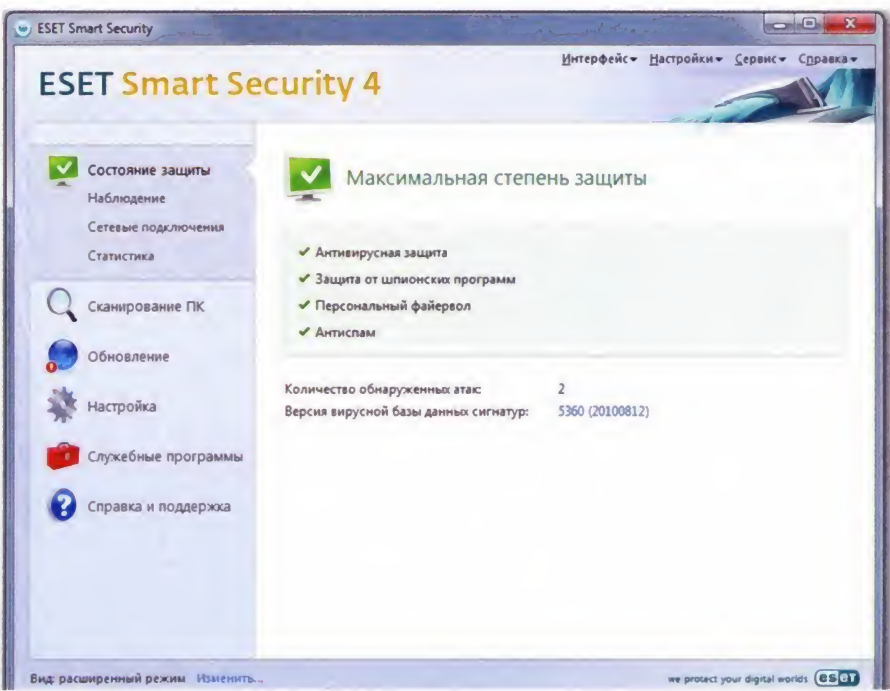 ESET Smart Security
Интерфейс Настройки Сервис Справка
ESET Smart Security 4
Состояние защиты
Наблюдение
Сетевые подключения
Статистика
Сканирование ПК
Обновление
Настройка
Служебные программы
Справка и поддержка
Максимальная степень защиты
Антивирусная защита
Защита от шпионских программ
Персональный файервол
Антиспам
Количество обнаруженных атак: 2
Версия вирусной базы данных сигнатур: 5360 (20100812)
Вид: расширенный режим Изменить...
we protect your digital worlds eseT